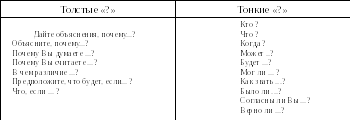 Толстые «?»
Тонкие «?»
Дайте объяснения, почему...?
Объясните, почему...?
Почему Вы думаете ...?
Почему Вы считаете ...?
В чем различие ...?
Предположите, что будет, если... ?
Что, если ... ?
Кто ?
Что ?
Когда ?
Может ..?
Будет ...?
Мог ли .... ?
Как звать ...?
Было ли ...?
Согласны ли Вы ...?
Верно ли ...?